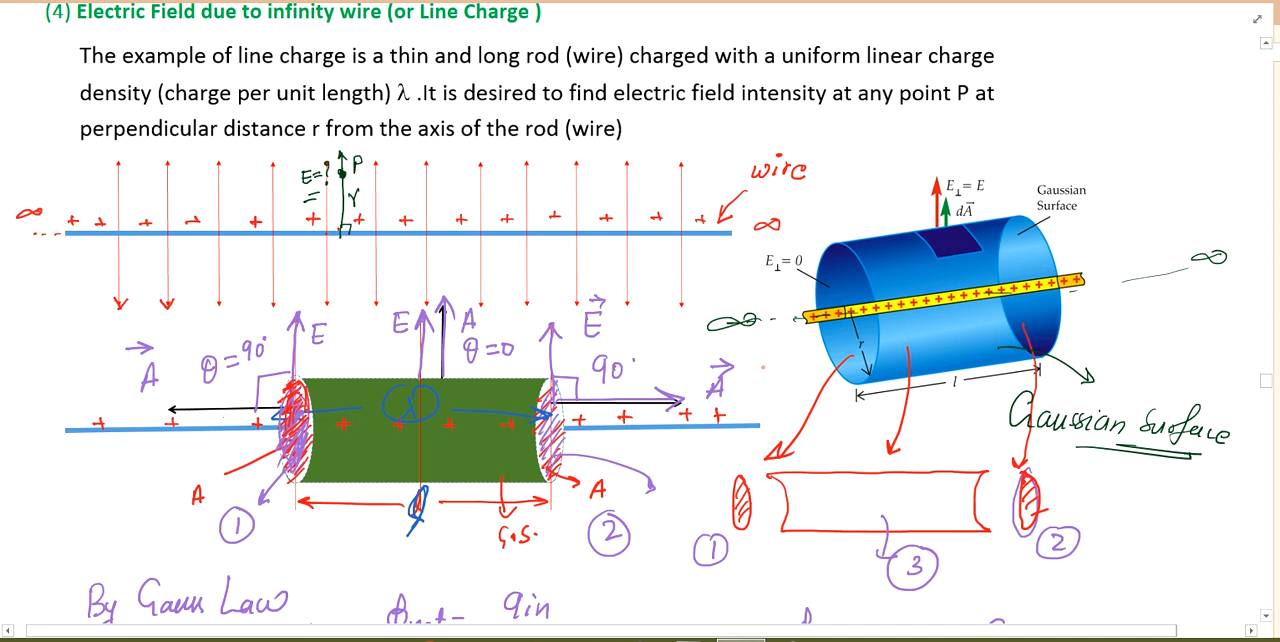 (4) Electric Field due to infinity wire (or Line Charge )
The example of line charge is a thin and long rod (wire) charged with a uniform linear charge
density (charge per unit length) λ .It is desired to find electric field intensity at any point P at
perpendicular distance r from the axis of the rod (wire)
E=? P
r
wire
∞ + + + + + + + + + + + + + + ∞
E⊥= E
dA⃗
Gaussian
Surface
E⊥= 0
∞
∞
r
l
Gaussian Surface
A⃗ θ=90° E E A θ=0 E⃗ 90° A⃗
+ + + + + + + + + + +
A
A
G.S.
① ②
① ③ ②
By Gauss Law
qin